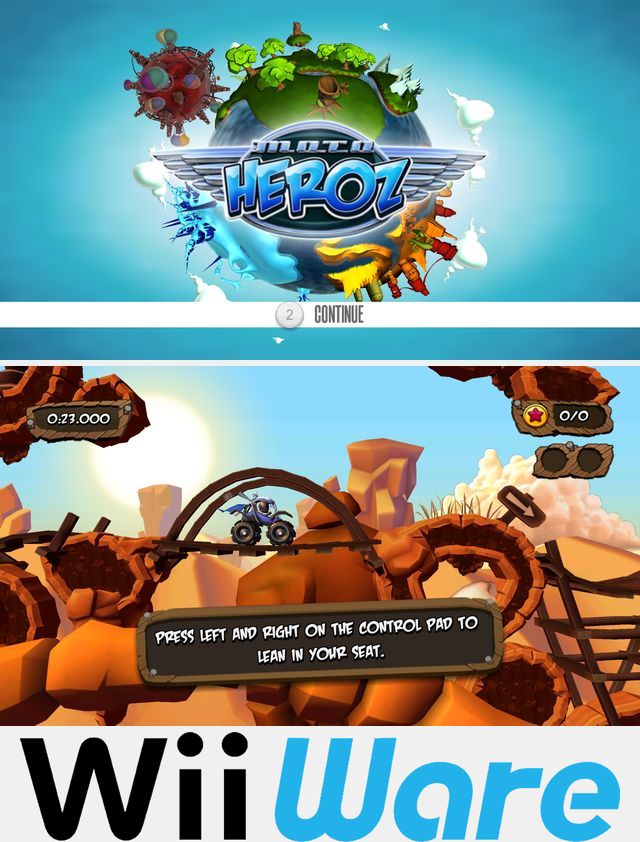 MOTO
HEROZ
2 CONTINUE
0:23.000
0/0
PRESS LEFT AND RIGHT ON THE CONTROL PAD TO
LEAN IN YOUR SEAT.
WiiWare